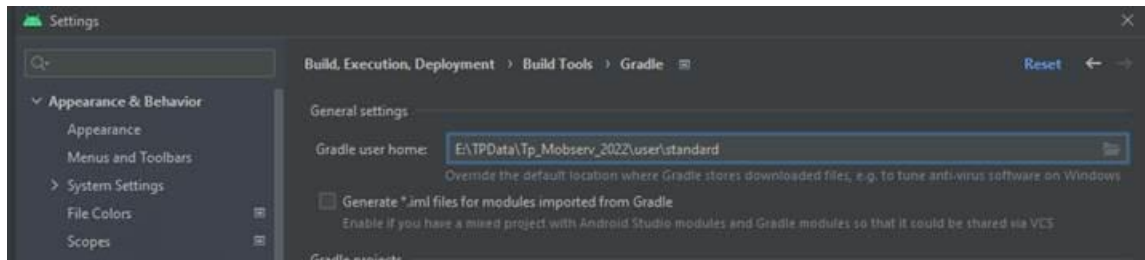 Settings
Build, Execution, Deployment › Build Tools › Gradle
Reset
Appearance & Behavior
Appearance
Menus and Toolbars
System Settings
File Colors
Scopes
General settings
Gradle user home: E:\TPData\Tp_Mobserv_2022\user\standard
Override the default location where Gradle stores downloaded files, e.g. to tune anti-virus software on Windows
Generate *.iml files for modules imported from Gradle
Enable if you have a mixed project with Android Studio modules and Gradle modules so that it could be shared via VCS
Gradle projects